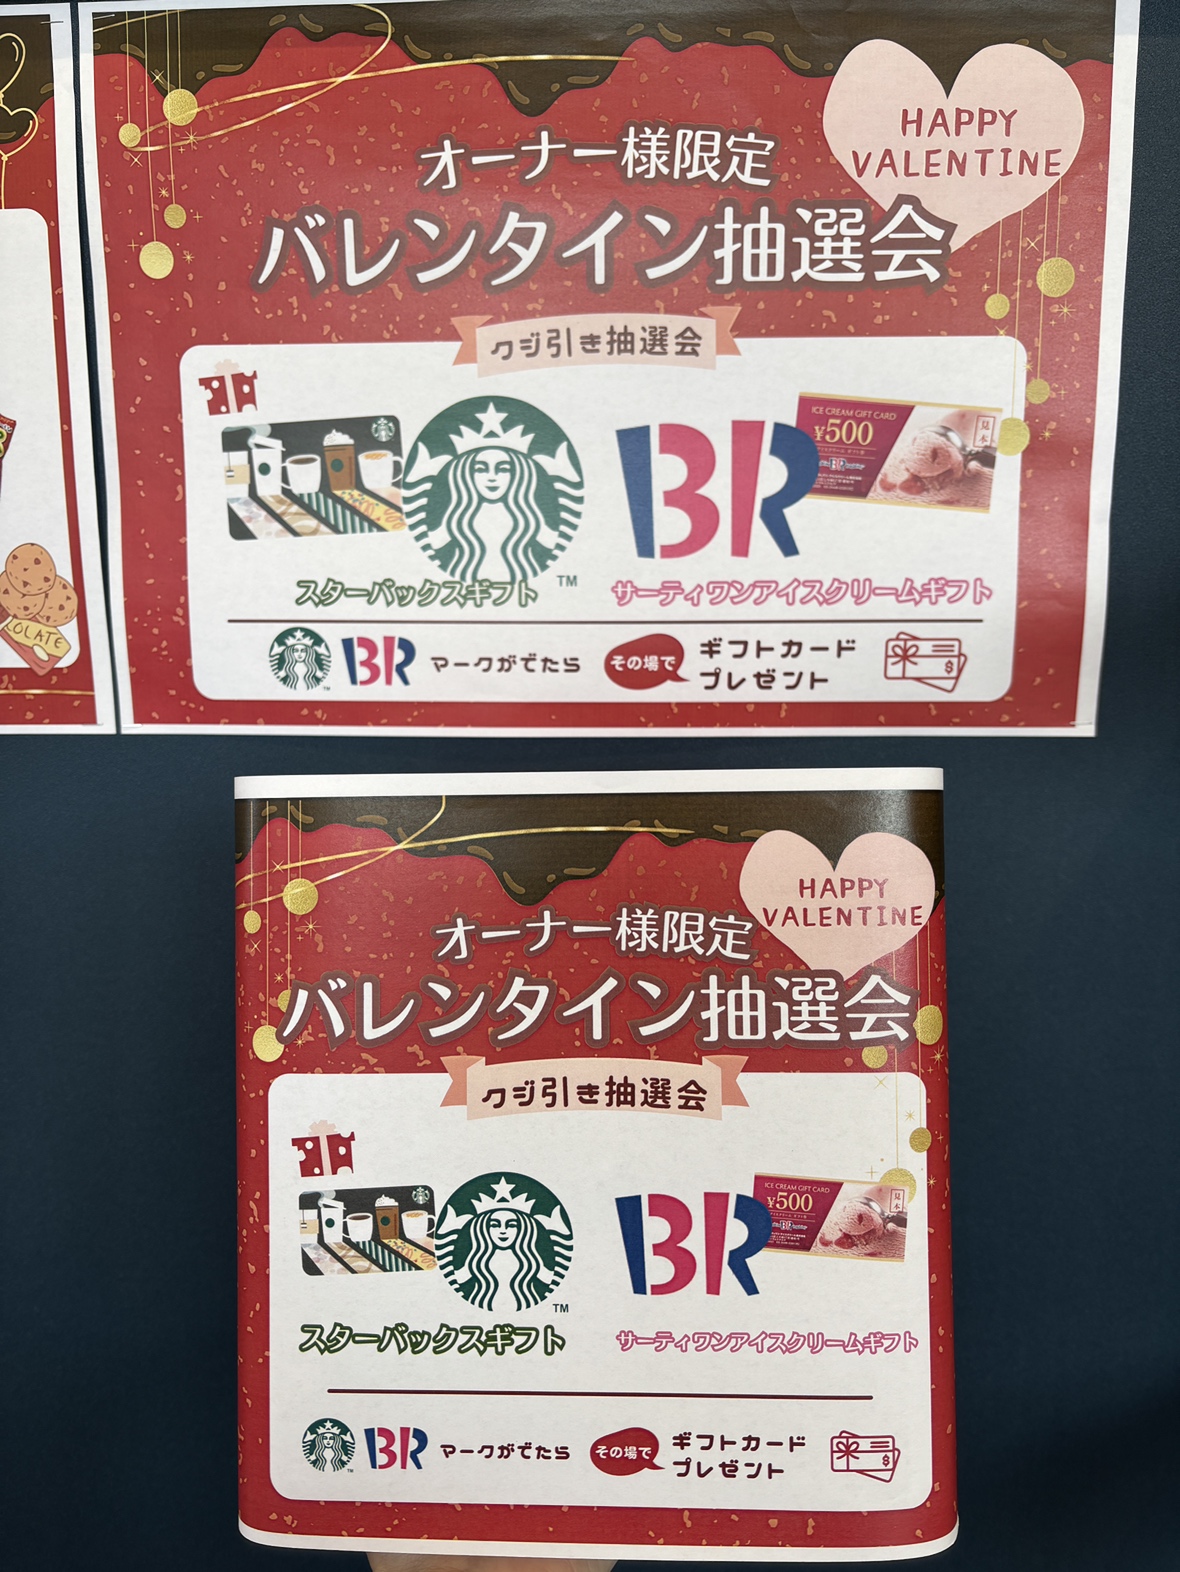 HAPPY
VALENTINE
オーナー様限定
バレンタイン抽選会
クジ引き抽選会
ICE CREAM GIFT CARD
¥500
見本
BR
スターバックスギフト
TM
サーティワンアイスクリームギフト
BR
マークがでたら
その場で
ギフトカード
プレゼント
$
OLATE
HAPPY
VALENTINE
オーナー様限定
バレンタイン抽選会
クジ引き抽選会
ICE CREAM GIFT CARD
¥500
見本
BR
TM
スターバックスギフト
サーティワンアイスクリームギフト
BR
マークがでたら
その場で
ギフトカード
プレゼント
$